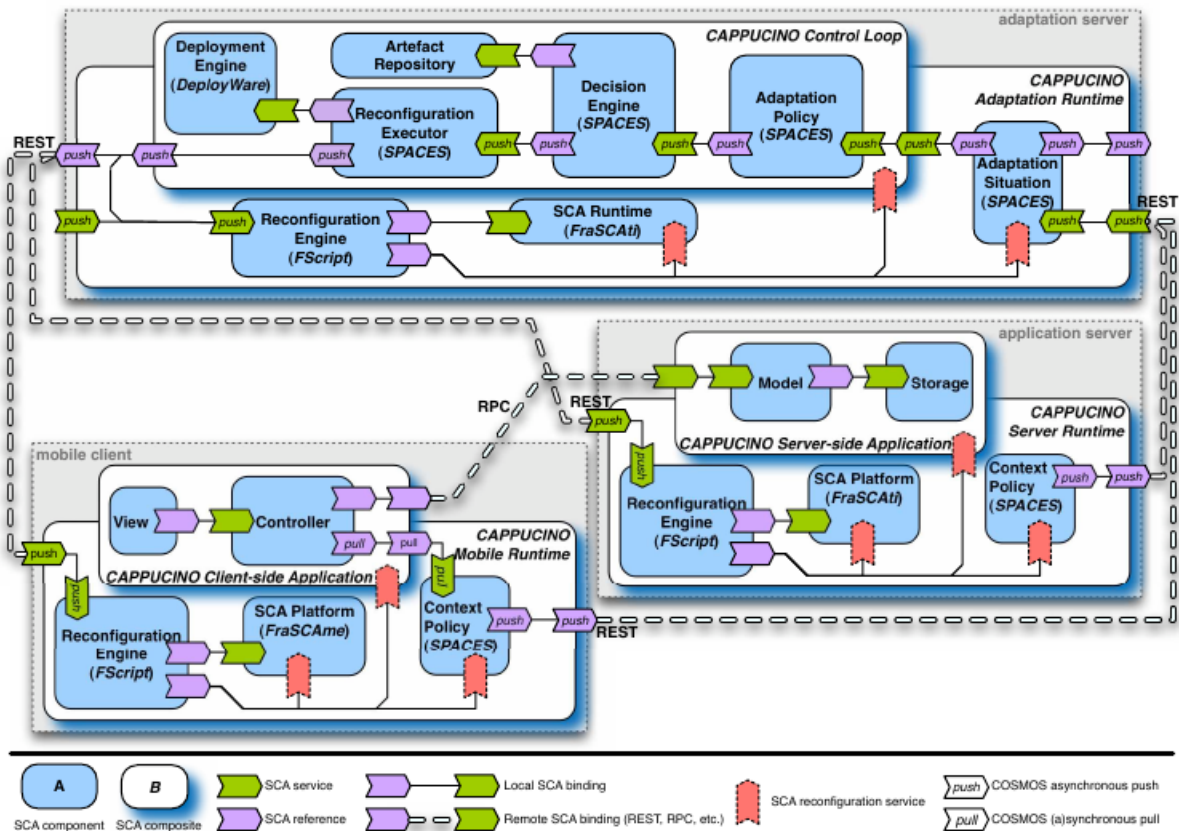 adaptation server
CAPPUCINO Control Loop
Deployment
Engine
(DeployWare)
Artefact
Repository
Decision
Engine
(SPACES)
Adaptation
Policy
(SPACES)
CAPPUCINO
Adaptation Runtime
Reconfiguration
Executor
(SPACES)
REST
push
push
push
push
push
push
push
push
push
push
push
push
Adaptation
Situation
(SPACES)
push
push
Reconfiguration
Engine
(FScript)
SCA Runtime
(FraSCAti)
push
push
REST
application server
Model
Storage
RPC
REST
push
push
CAPPUCINO
Server Runtime
CAPPUCINO Server-side Application
mobile client
Reconfiguration
Engine
(FScript)
SCA Platform
(FraSCAti)
Context
Policy
(SPACES)
push
push
View
Controller
pull
pull
CAPPUCINO
Mobile Runtime
push
push
pul
CAPPUCINO Client-side Application
Reconfiguration
Engine
(FScript)
SCA Platform
(FraSCAme)
Context
Policy
(SPACES)
push
push
REST
A
SCA component
B
SCA composite
SCA service
SCA reference
Local SCA binding
Remote SCA binding (REST, RPC, etc.)
SCA reconfiguration service
push
COSMOS asynchronous push
pull
COSMOS (a)synchronous pull